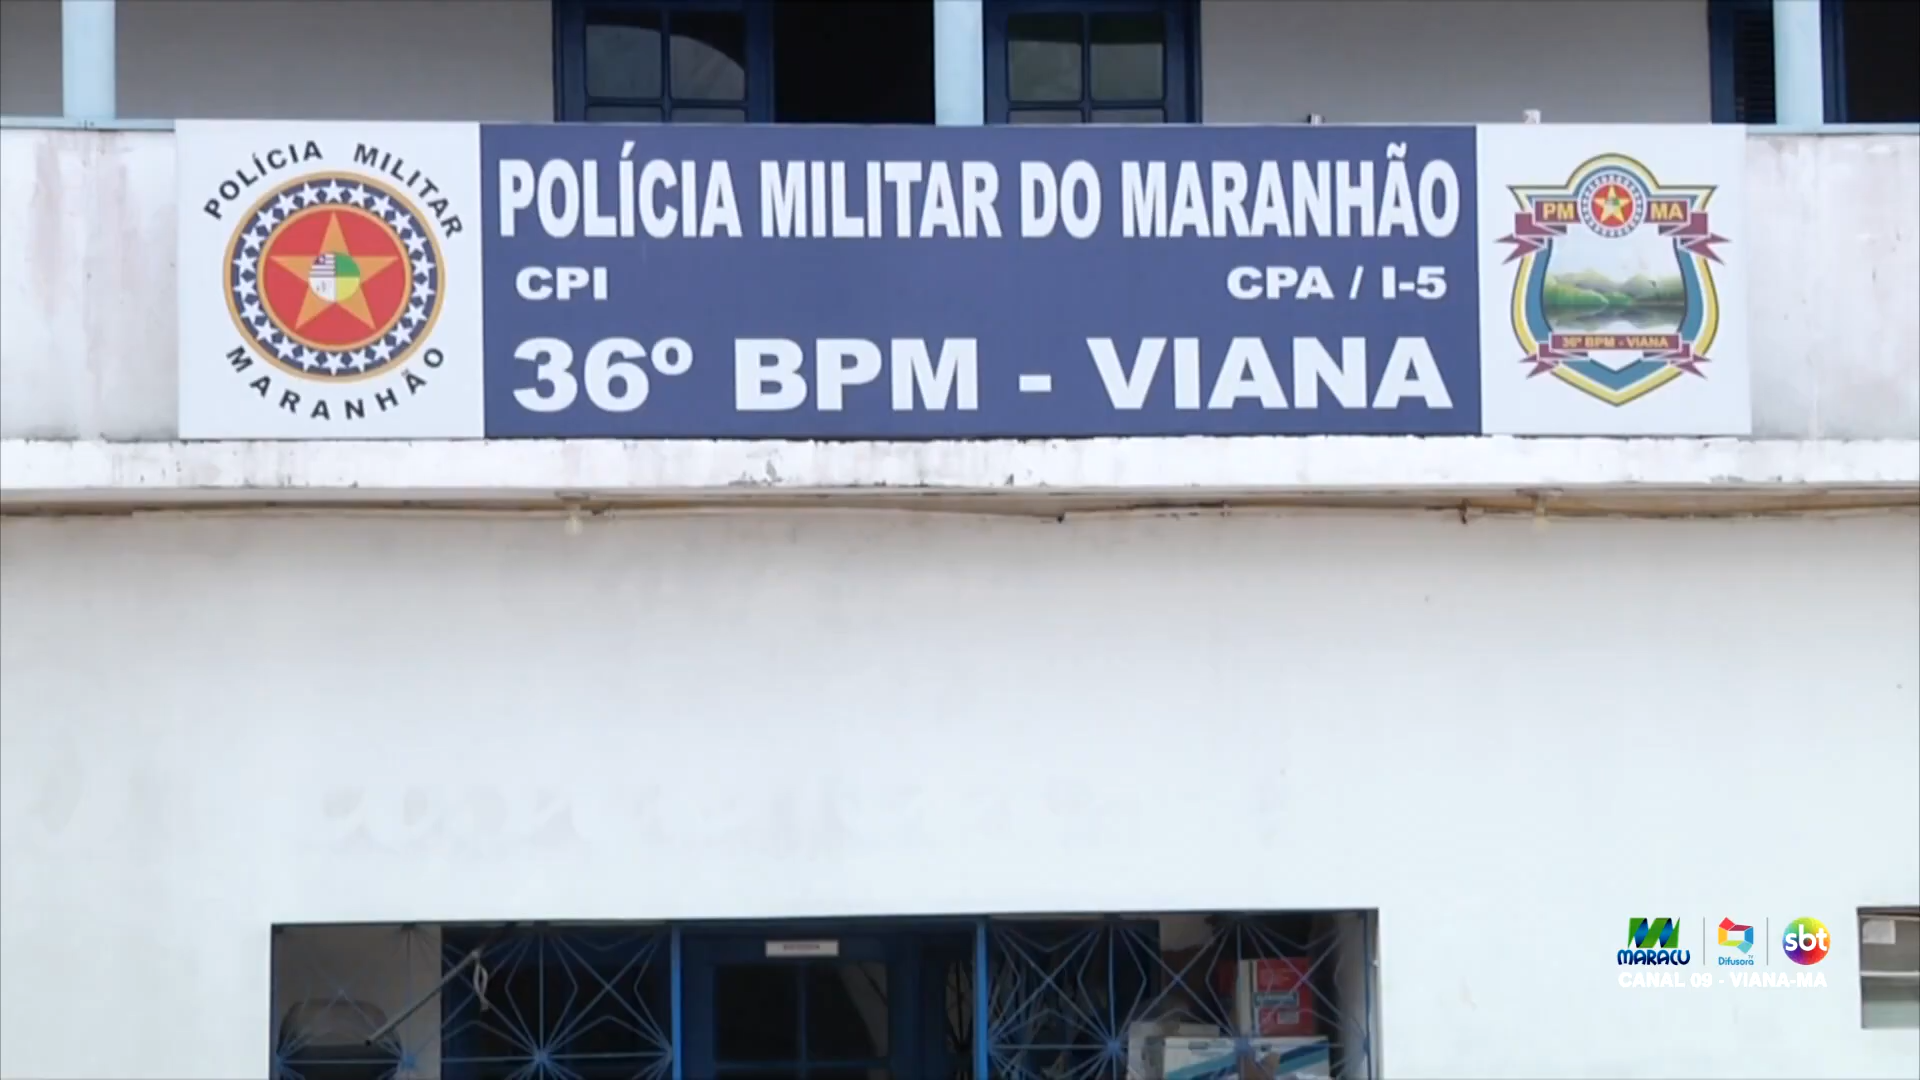 POLÍCIA MILITAR
MARANHÃO
POLÍCIA MILITAR DO MARANHÃO
CPI
CPA / I-5
36º BPM - VIANA
PM MA
36º BPM - VIANA
MARACU
Difusora
sbt
CANAL 09 - VIANA-MA